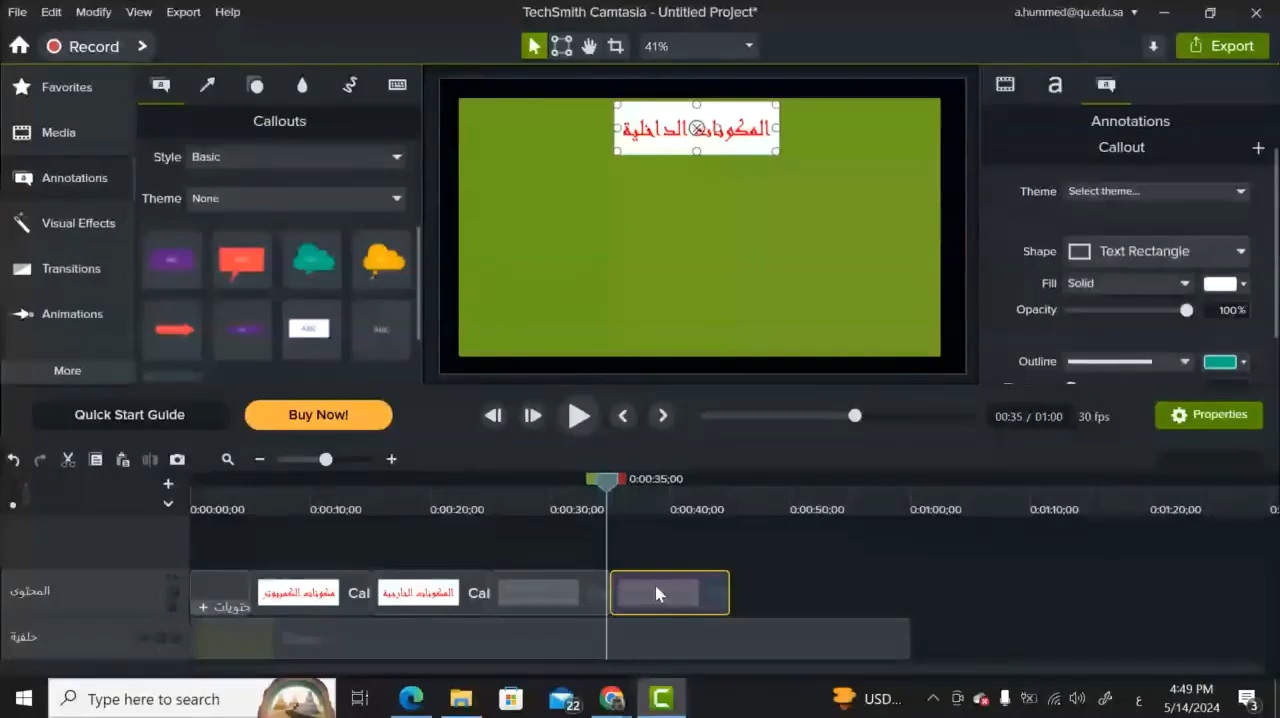 File Edit Modify View Export Help
TechSmith Camtasia - Untitled Project*
a.hummed@qu.edu.sa
Record
41%
Export
Favorites
Media
Annotations
Visual Effects
Transitions
Animations
More
Callouts
Style Basic
Theme None
ABC
المكونات الداخلية
Annotations
Callout
Theme Select theme...
Shape Text Rectangle
Fill Solid
Opacity 100%
Outline
Quick Start Guide
Buy Now!
00:35 / 01:00 30 fps
Properties
0:00:35;00
0:00:00;00 0:00:10;00 0:00:20;00 0:00:30;00 0:00:40;00 0:00:50;00 0:01:00;00 0:01:10;00 0:01:20;00
المحتوى
+ حتويات
مكونات الكمبيوتر Cal
المكونات الخارجية Cal
خلفية
Type here to search
22
USD...
ع
4:49 PM
5/14/2024
3